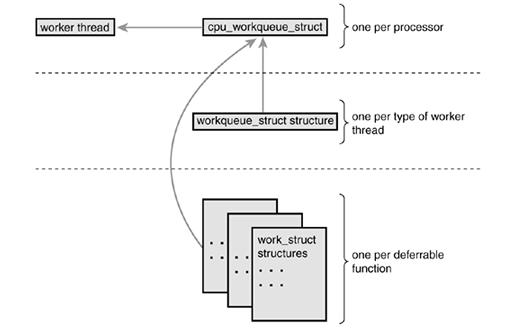 worker thread
cpu_workqueue_struct
one per processor
workqueue_struct structure
one per type of worker
thread
work_struct
structures
. . .
. . .
one per deferrable
function